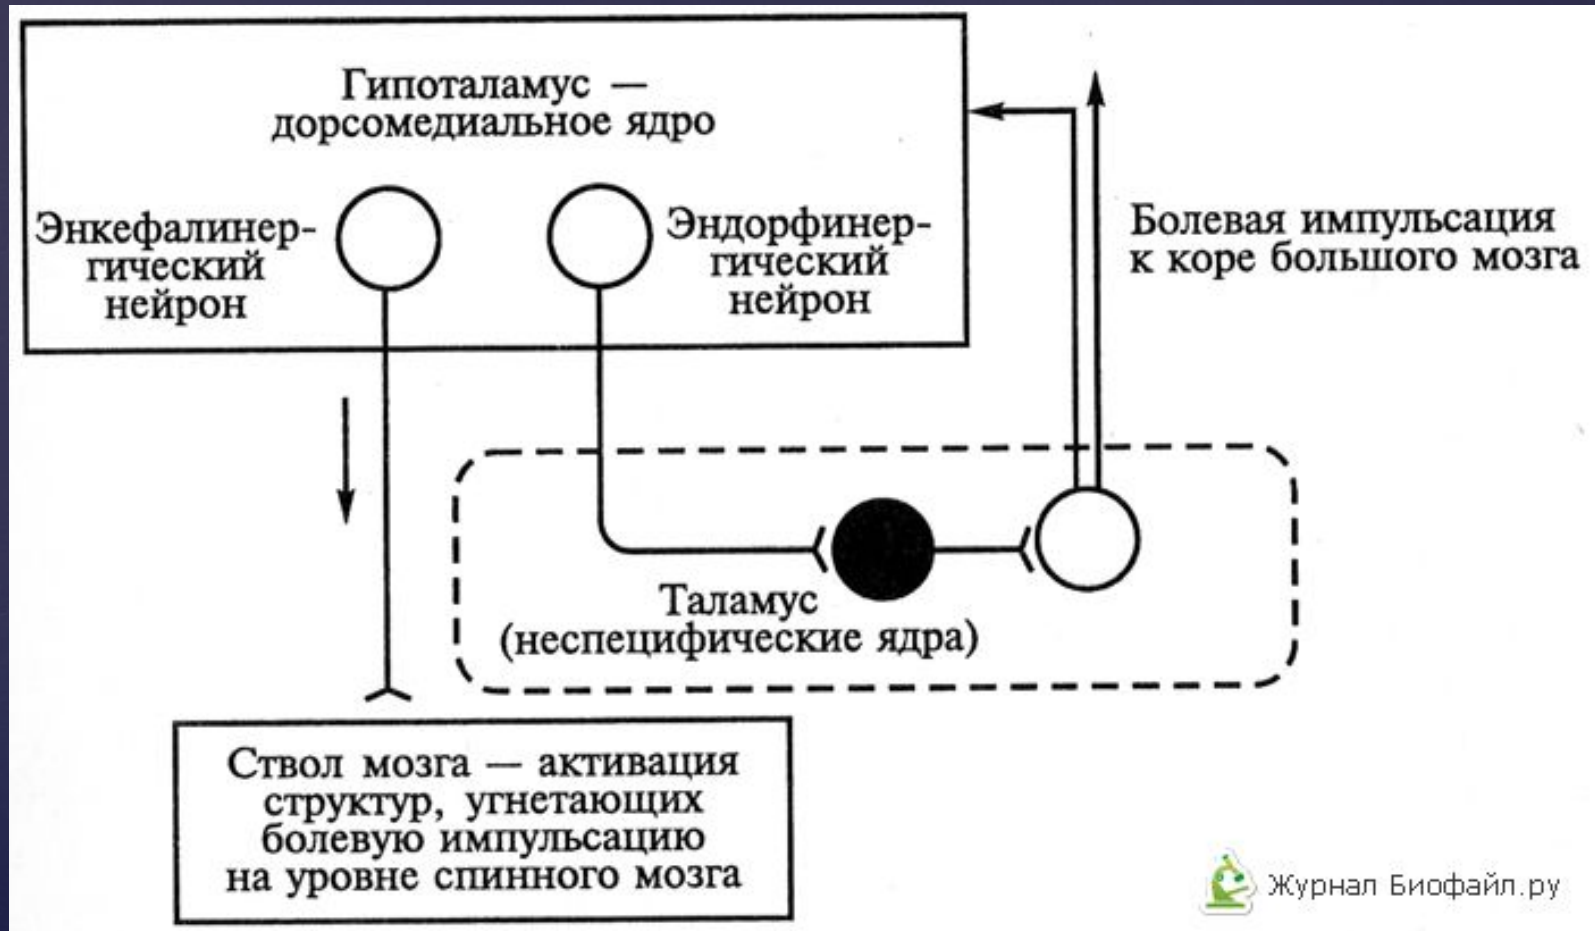 Гипоталамус —
дорсомедиальное ядро
Энкефалинер-
гический
нейрон
Эндорфинер-
гический
нейрон
Болевая импульсация
к коре большого мозга
Таламус
(неспецифические ядра)
Ствол мозга — активация
структур, угнетающих
болевую импульсацию
на уровне спинного мозга
Журнал Биофайл.ру